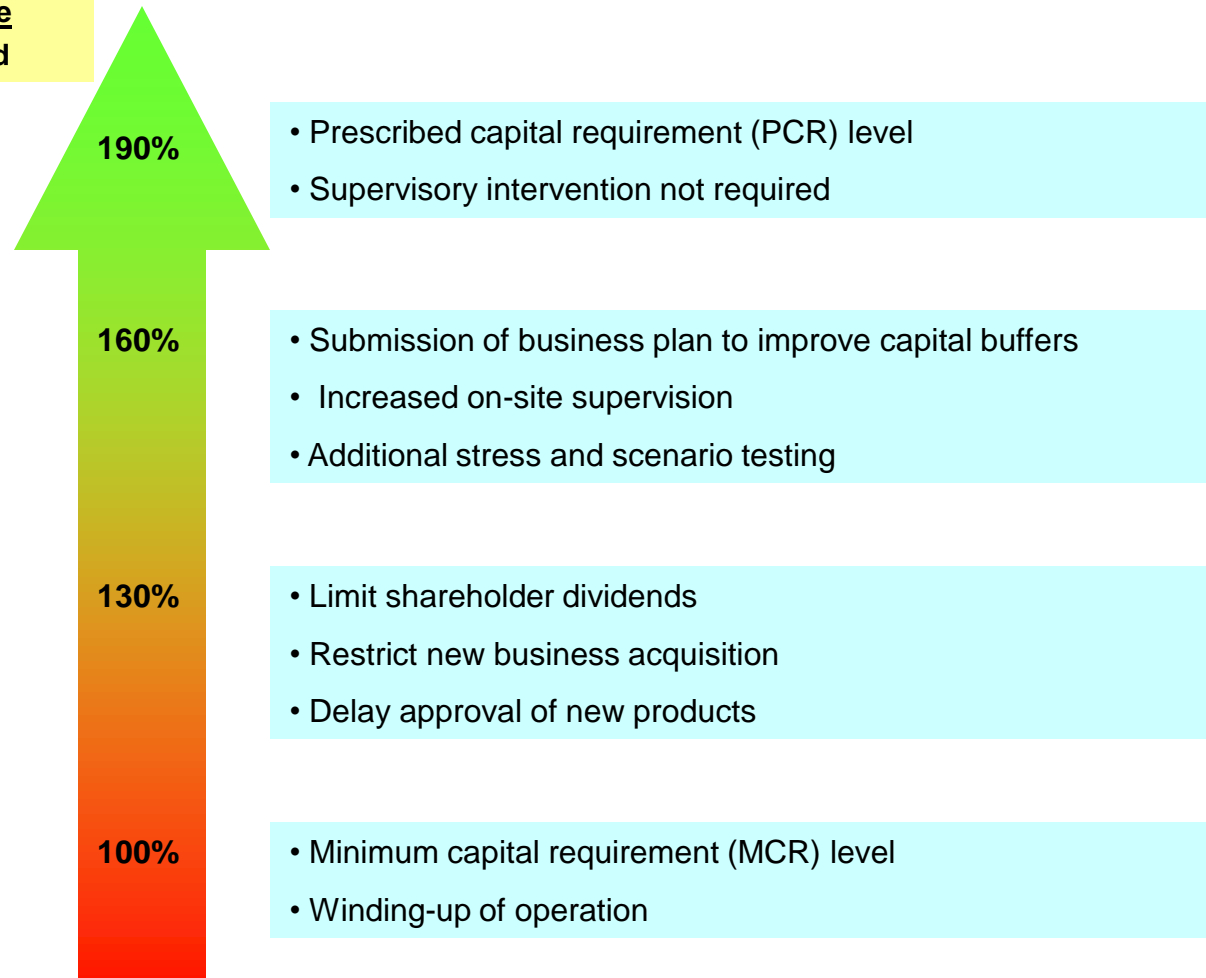 190%
• Prescribed capital requirement (PCR) level
• Supervisory intervention not required
160%
• Submission of business plan to improve capital buffers
• Increased on-site supervision
• Additional stress and scenario testing
130%
• Limit shareholder dividends
• Restrict new business acquisition
• Delay approval of new products
100%
• Minimum capital requirement (MCR) level
• Winding-up of operation